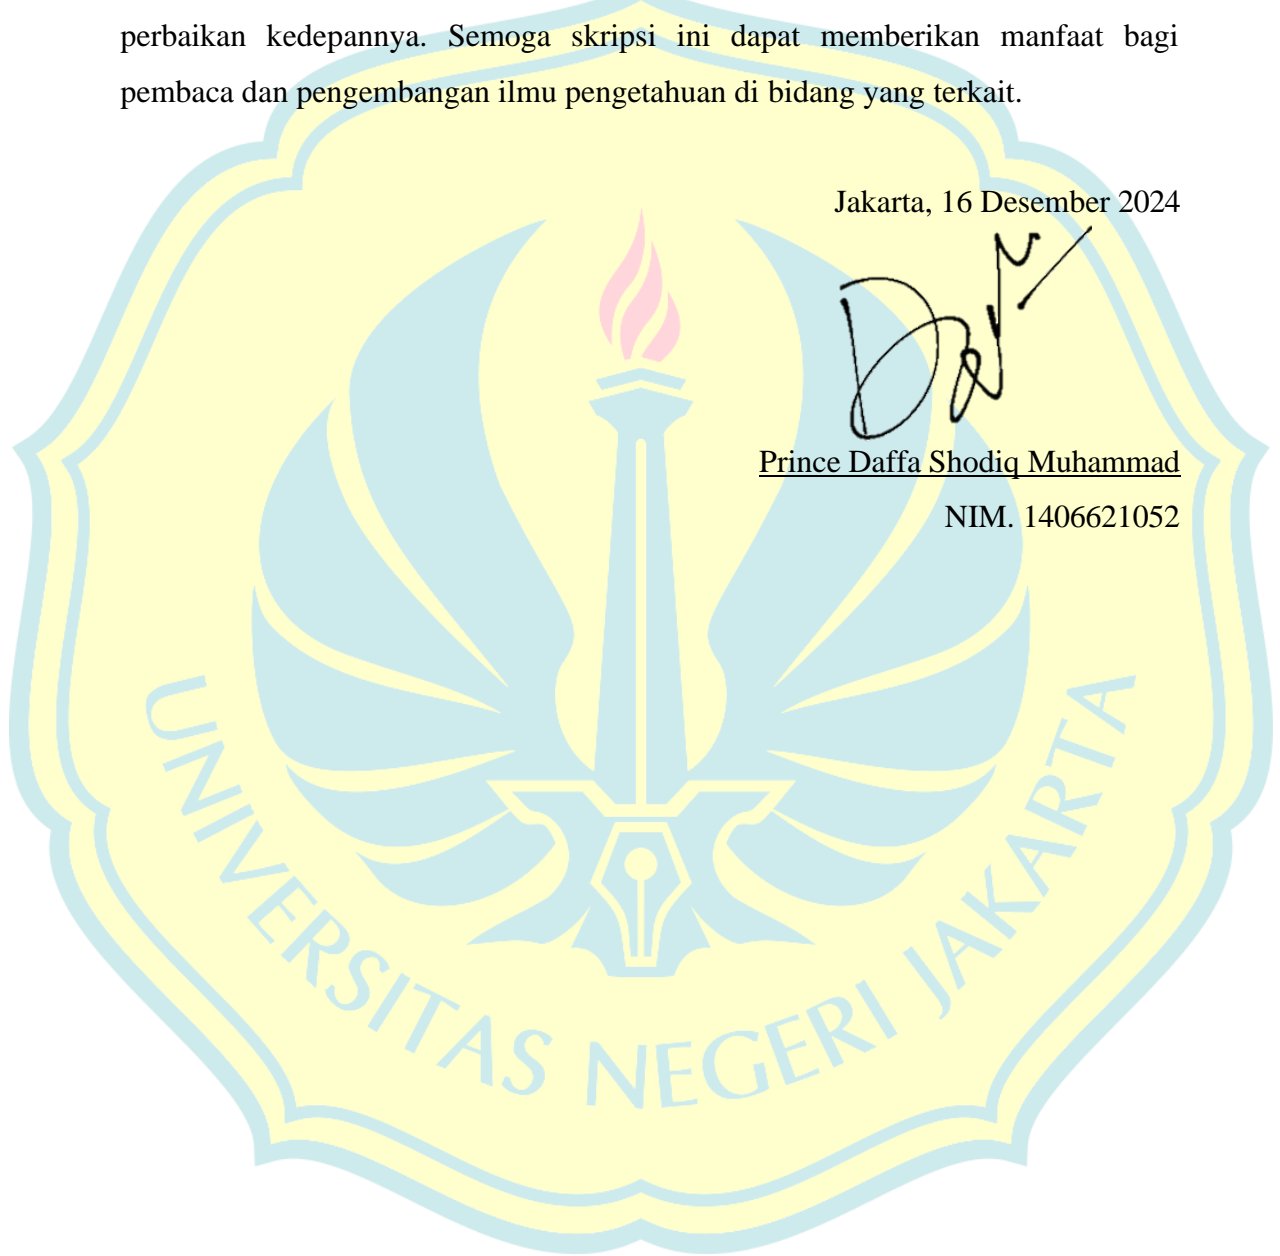 perbaikan kedepannya. Semoga skripsi ini dapat memberikan manfaat bagi
pembaca dan pengembangan ilmu pengetahuan di bidang yang terkait.
Jakarta, 16 Desember 2024
Prince Daffa Shodiq Muhammad
NIM. 1406621052
UNIVERSITAS NEGERI JAKARTA